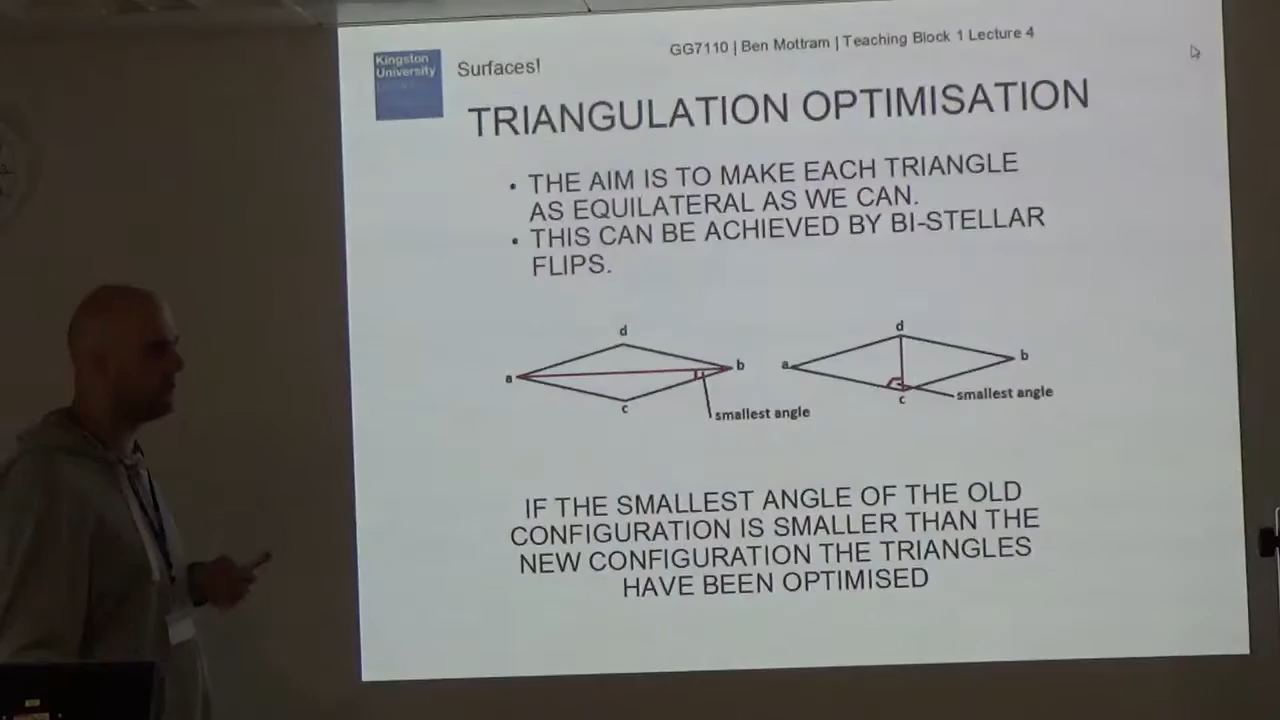 Kingston
University
Surfaces!
GG7110 | Ben Mottram | Teaching Block 1 Lecture 4
TRIANGULATION OPTIMISATION
• THE AIM IS TO MAKE EACH TRIANGLE
AS EQUILATERAL AS WE CAN.
• THIS CAN BE ACHIEVED BY BI-STELLAR
FLIPS.
d
a
b
c
smallest angle
d
a
b
c
smallest angle
IF THE SMALLEST ANGLE OF THE OLD
CONFIGURATION IS SMALLER THAN THE
NEW CONFIGURATION THE TRIANGLES
HAVE BEEN OPTIMISED